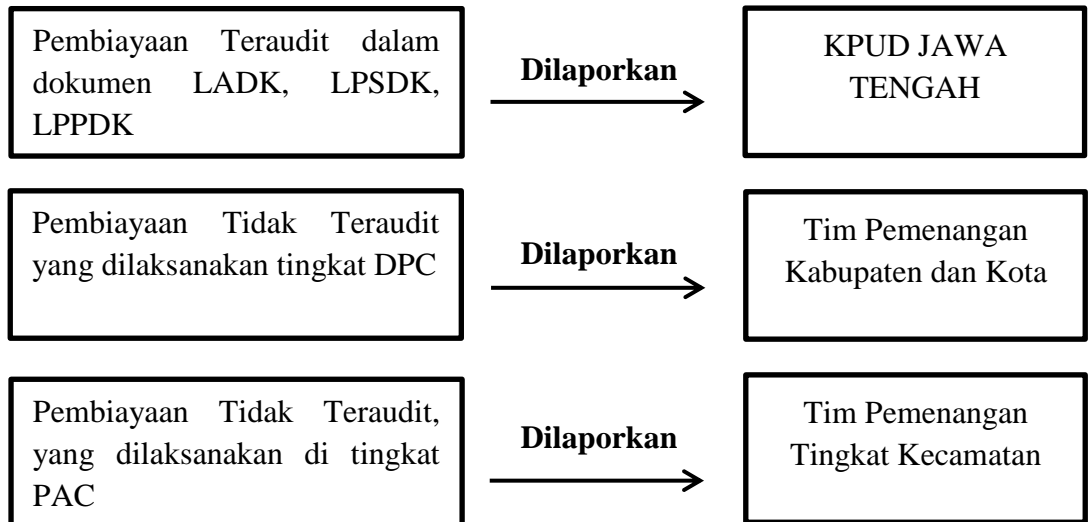 Pembiayaan Teraudit dalam
dokumen LADK, LPSDK,
LPPDK
Dilaporkan
KPUD JAWA
TENGAH
Pembiayaan Tidak Teraudit
yang dilaksanakan tingkat DPC
Dilaporkan
Tim Pemenangan
Kabupaten dan Kota
Pembiayaan Tidak Teraudit,
yang dilaksanakan di tingkat
PAC
Dilaporkan
Tim Pemenangan
Tingkat Kecamatan